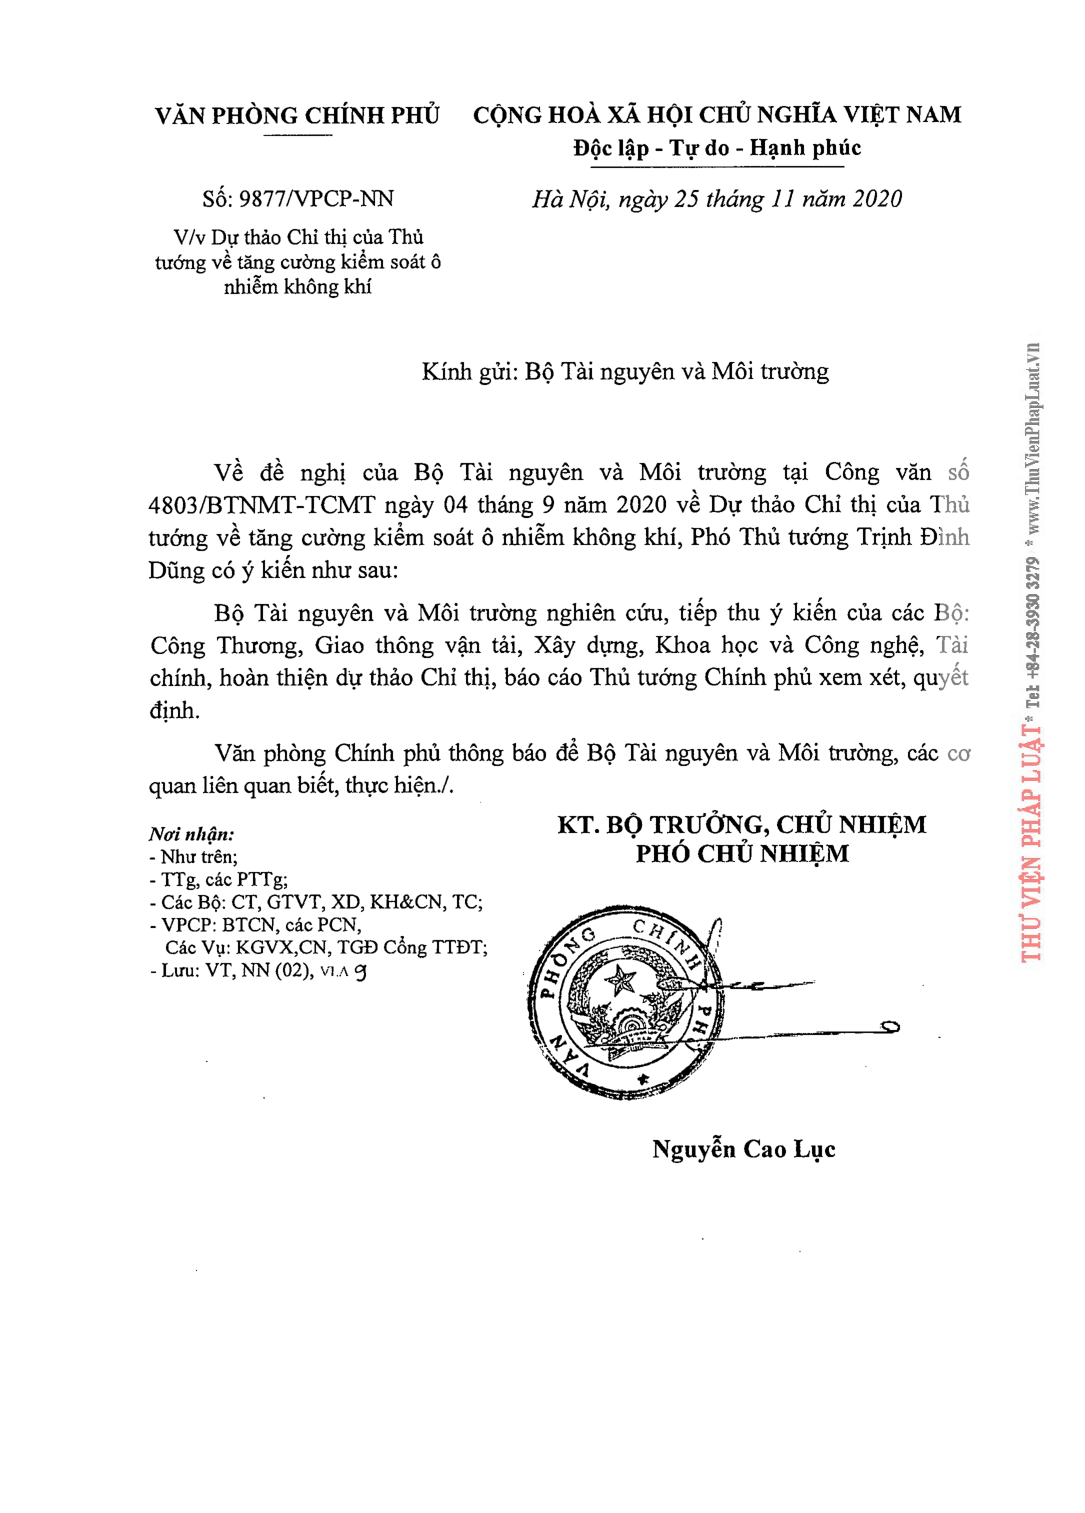 VĂN PHÒNG CHÍNH PHỦ
CỘNG HOÀ XÃ HỘI CHỦ NGHĨA VIỆT NAM
Độc lập - Tự do - Hạnh phúc
Số: 9877/VPCP-NN
Hà Nội, ngày 25 tháng 11 năm 2020
V/v Dự thảo Chỉ thị của Thủ
tướng về tăng cường kiểm soát ô
nhiễm không khí
Kính gửi: Bộ Tài nguyên và Môi trường
Về đề nghị của Bộ Tài nguyên và Môi trường tại Công văn số
4803/BTNMT-TCMT ngày 04 tháng 9 năm 2020 về Dự thảo Chỉ thị của Thủ
tướng về tăng cường kiểm soát ô nhiễm không khí, Phó Thủ tướng Trịnh Đình
Dũng có ý kiến như sau:
Bộ Tài nguyên và Môi trường nghiên cứu, tiếp thu ý kiến của các Bộ:
Công Thương, Giao thông vận tải, Xây dựng, Khoa học và Công nghệ, Tài
chính, hoàn thiện dự thảo Chỉ thị, báo cáo Thủ tướng Chính phủ xem xét, quyết
định.
Văn phòng Chính phủ thông báo để Bộ Tài nguyên và Môi trường, các cơ
quan liên quan biết, thực hiện./.
Nơi nhận:
- Như trên;
- TTg, các PTTg;
- Các Bộ: CT, GTVT, XD, KH&CN, TC;
- VPCP: BTCN, các PCN,
Các Vụ: KGVX,CN, TGĐ Cổng TTĐT;
- Lưu: VT, NN (02),
KT. BỘ TRƯỞNG, CHỦ NHIỆM
PHÓ CHỦ NHIỆM
VĂN PHÒNG CHÍNH PHỦ
Nguyễn Cao Lục
THƯ VIỆN PHÁP LUẬT * Tel: +84-28-3930 3279 * www.ThuVienPhapLuat.vn